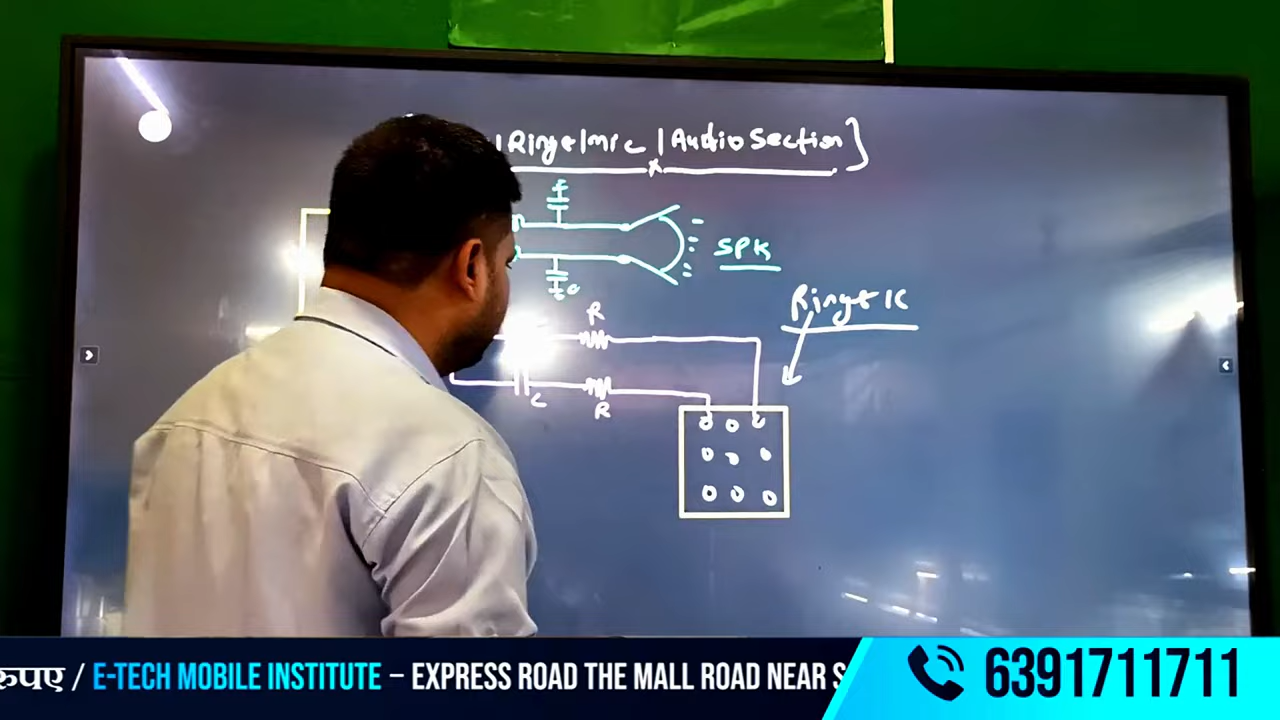 | Ringer | mic | Audio Section }
SPK
Ringer IC
R
C
R
C
रुपए / E-TECH MOBILE INSTITUTE – EXPRESS ROAD THE MALL ROAD NEAR S
6391711711